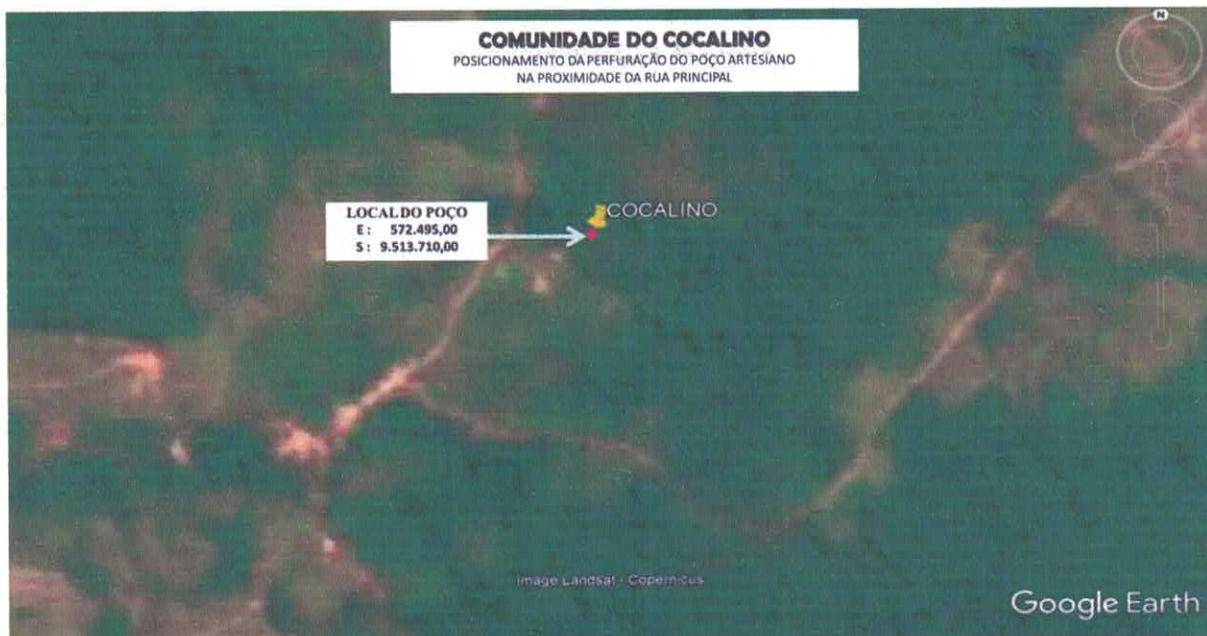 COMUNIDADE DO COCALINO
POSICIONAMENTO DA PERFURAÇÃO DO POÇO ARTESIANO
NA PROXIMIDADE DA RUA PRINCIPAL
N
COCALINO
LOCAL DO POÇO
E : 572.495,00
S : 9.513.710,00
Image Landsat - Copernicus
Google Earth